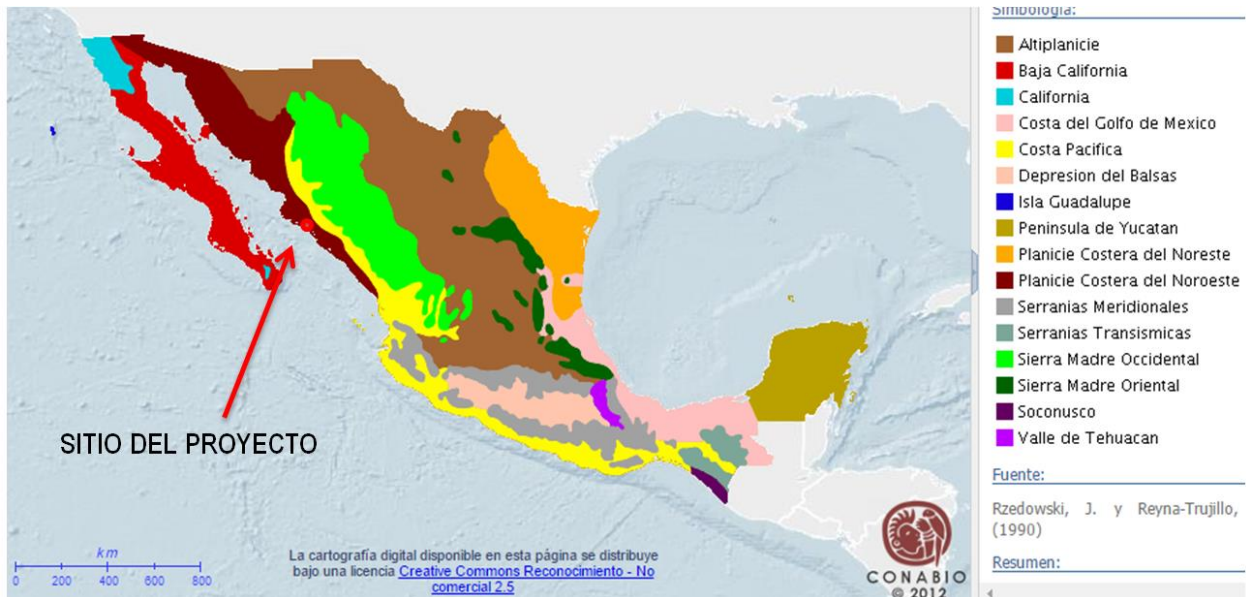 Simbología:
Altiplanicie
Baja California
California
Costa del Golfo de Mexico
Costa Pacifica
Depresion del Balsas
Isla Guadalupe
Peninsula de Yucatan
Planicie Costera del Noreste
Planicie Costera del Noroeste
Serranias Meridionales
Serranias Transismicas
Sierra Madre Occidental
Sierra Madre Oriental
Soconusco
Valle de Tehuacan
Fuente:
Rzedowski, J. y Reyna-Trujillo,
(1990)
Resumen:
SITIO DEL PROYECTO
km
0 200 400 600 800
La cartografía digital disponible en esta página se distribuye
bajo una licencia Creative Commons Reconocimiento - No
comercial 2.5
CONABIO
© 2012